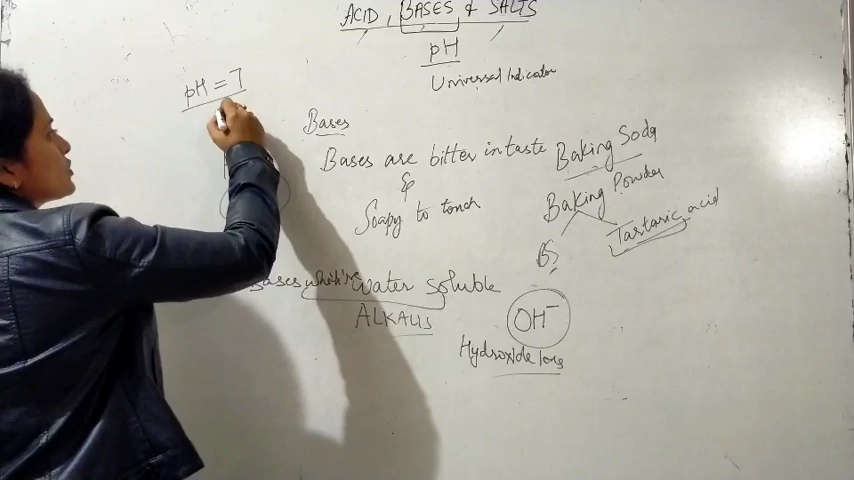 ACID, BASES & SALTS
pH
Universal Indicator
pH = 7
Bases
Bases are bitter in taste
&
Soapy to touch
Baking Soda
Baking Powder
Tartaric acid
Bases which're water soluble
ALKALIS
OH⁻
Hydroxide Ions